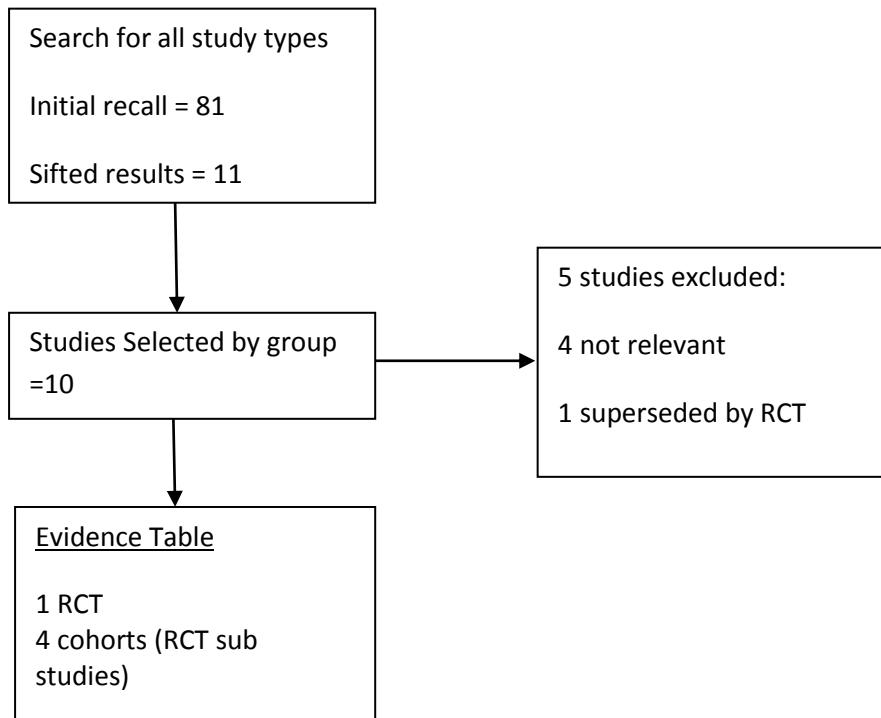 Search for all study types
Initial recall = 81
Sifted results = 11
Studies Selected by group
=10
5 studies excluded:
4 not relevant
1 superseded by RCT
Evidence Table
1 RCT
4 cohorts (RCT sub
studies)